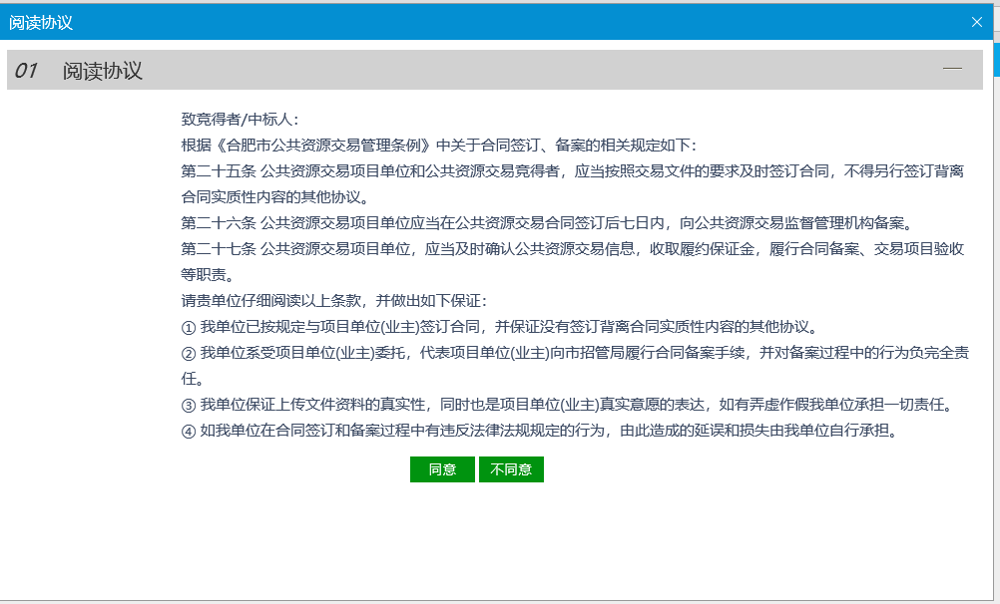 阅读协议
01 阅读协议
致竞得者/中标人：
根据《合肥市公共资源交易管理条例》中关于合同签订、备案的相关规定如下：
第二十五条 公共资源交易项目单位和公共资源交易竞得者，应当按照交易文件的要求及时签订合同，不得另行签订背离
合同实质性内容的其他协议。
第二十六条 公共资源交易项目单位应当在公共资源交易合同签订后七日内，向公共资源交易监督管理机构备案。
第二十七条 公共资源交易项目单位，应当及时确认公共资源交易信息，收取履约保证金，履行合同备案、交易项目验收
等职责。
请贵单位仔细阅读以上条款，并做出如下保证：
① 我单位已按规定与项目单位(业主)签订合同，并保证没有签订背离合同实质性内容的其他协议。
② 我单位系受项目单位(业主)委托，代表项目单位(业主)向市招管局履行合同备案手续，并对备案过程中的行为负完全责
任。
③ 我单位保证上传文件资料的真实性，同时也是项目单位(业主)真实意愿的表达，如有弄虚作假我单位承担一切责任。
④ 如我单位在合同签订和备案过程中有违反法律法规规定的行为，由此造成的延误和损失由我单位自行承担。
同意 不同意